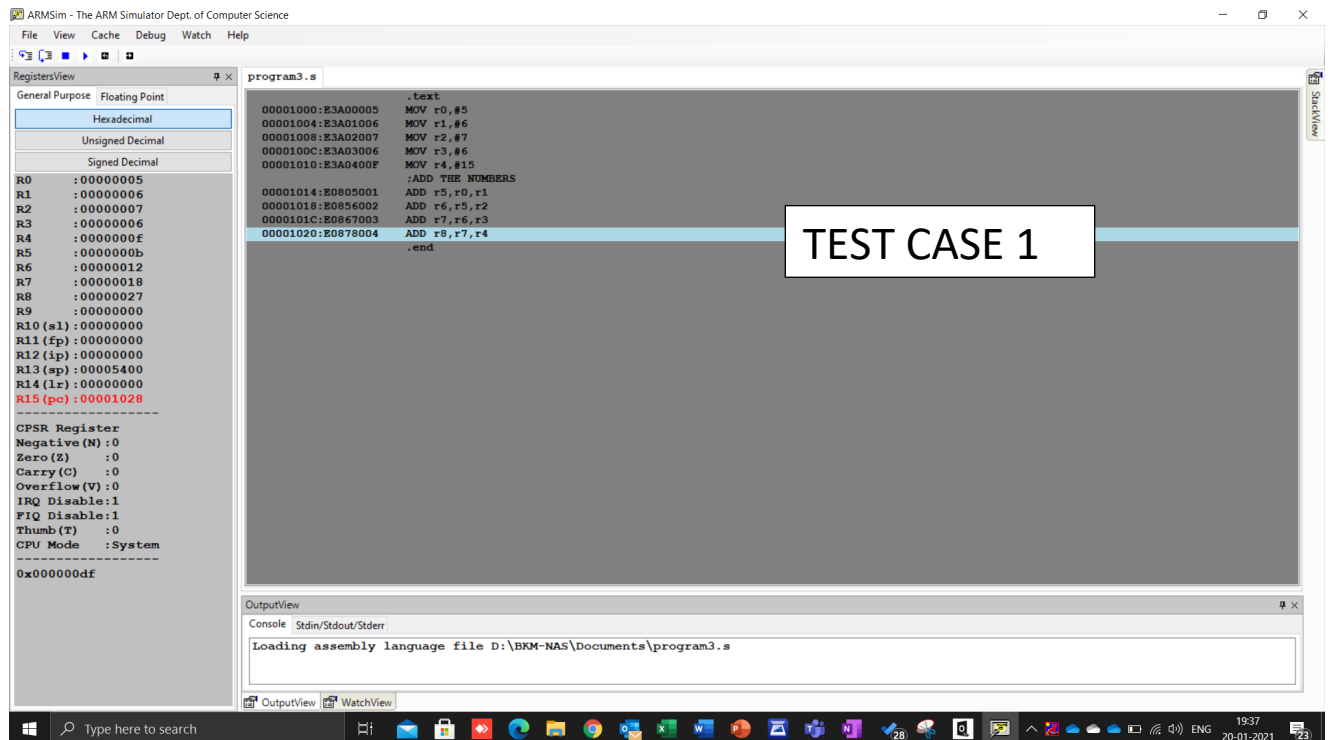 ARMSim - The ARM Simulator Dept. of Computer Science
File View Cache Debug Watch Help
RegistersView
General Purpose Floating Point
Hexadecimal
Unsigned Decimal
Signed Decimal
R0 :00000005
R1 :00000006
R2 :00000007
R3 :00000006
R4 :0000000f
R5 :0000000b
R6 :00000012
R7 :00000018
R8 :00000027
R9 :00000000
R10(sl):00000000
R11(fp):00000000
R12(ip):00000000
R13(sp):00005400
R14(lr):00000000
R15(pc):00001028
-------------------
CPSR Register
Negative(N):0
Zero(Z) :0
Carry(C) :0
Overflow(V):0
IRQ Disable:1
FIQ Disable:1
Thumb(T) :0
CPU Mode :System
-------------------
0x000000df
program3.s
.text
00001000:E3A00005 MOV r0,#5
00001004:E3A01006 MOV r1,#6
00001008:E3A02007 MOV r2,#7
0000100C:E3A03006 MOV r3,#6
00001010:E3A0400F MOV r4,#15
;ADD THE NUMBERS
00001014:E0805001 ADD r5,r0,r1
00001018:E0856002 ADD r6,r5,r2
0000101C:E0867003 ADD r7,r6,r3
00001020:E0878004 ADD r8,r7,r4
.end
TEST CASE 1
StackView
OutputView
Console Stdin/Stdout/Stderr
Loading assembly language file D:\BKM-NAS\Documents\program3.s
OutputView WatchView
Type here to search
28
ENG
19:37
20-01-2021
23